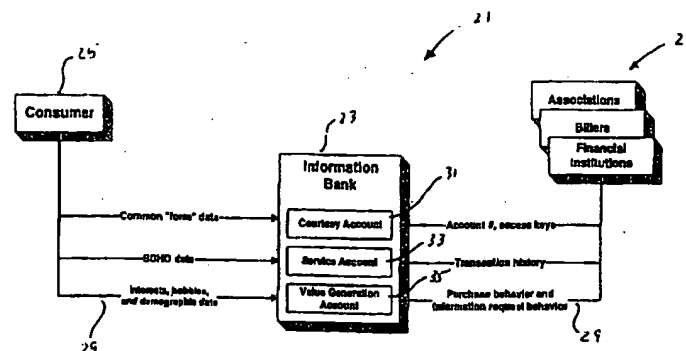 21
25
Consumer
23
Information
Bank
2
Associations
Billers
Financial
Institutions
Common "form" data
31
Courtesy Account
Account #, access keys
SOHO data
33
Service Account
Transaction history
Interests, hobbies,
and demographic data
35
Value Generation
Account
Purchase behavior and
information request behavior
29
29